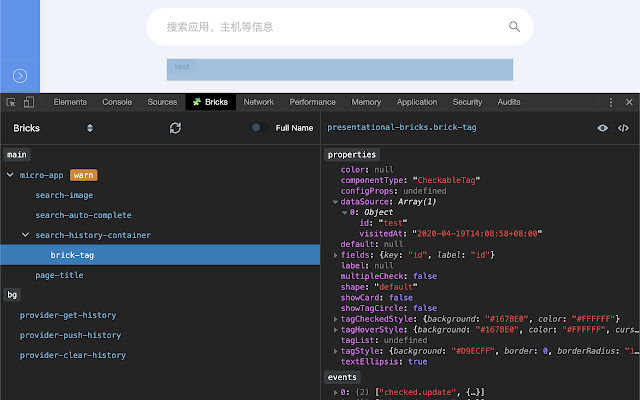 搜索应用、主机等信息
test
Elements Console Sources Bricks Network Performance Memory Application Security Audits
Bricks Full Name presentational-bricks.brick-tag
main
micro-app warn
search-image
search-auto-complete
search-history-container
brick-tag
page-title
bg
provider-get-history
provider-push-history
provider-clear-history
properties
color: null
componentType: "CheckableTag"
configProps: undefined
dataSource: Array(1)
0: Object
id: "test"
visitedAt: "2020-04-19T14:08:58+08:00"
default: null
fields: {key: "id", label: "id"}
label: null
multipleCheck: false
shape: "default"
showCard: false
showTagCircle: false
tagCheckedStyle: {background: "#167BE0", color: "#FFFFFF"}
tagHoverStyle: {background: "#167BE0", color: "#FFFFFF", curs…
tagList: undefined
tagStyle: {background: "#D9ECFF", border: 0, borderRadius: "1…
textEllipsis: true
events
0: (2) ["checked.update", {…}]